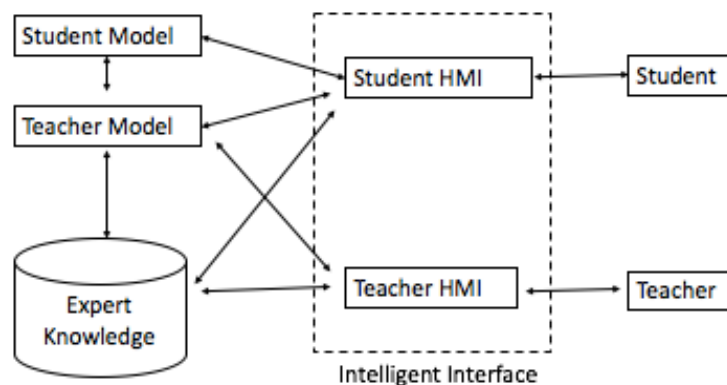 Student Model
Student HMI
Student
Teacher Model
Expert
Knowledge
Teacher HMI
Teacher
Intelligent Interface